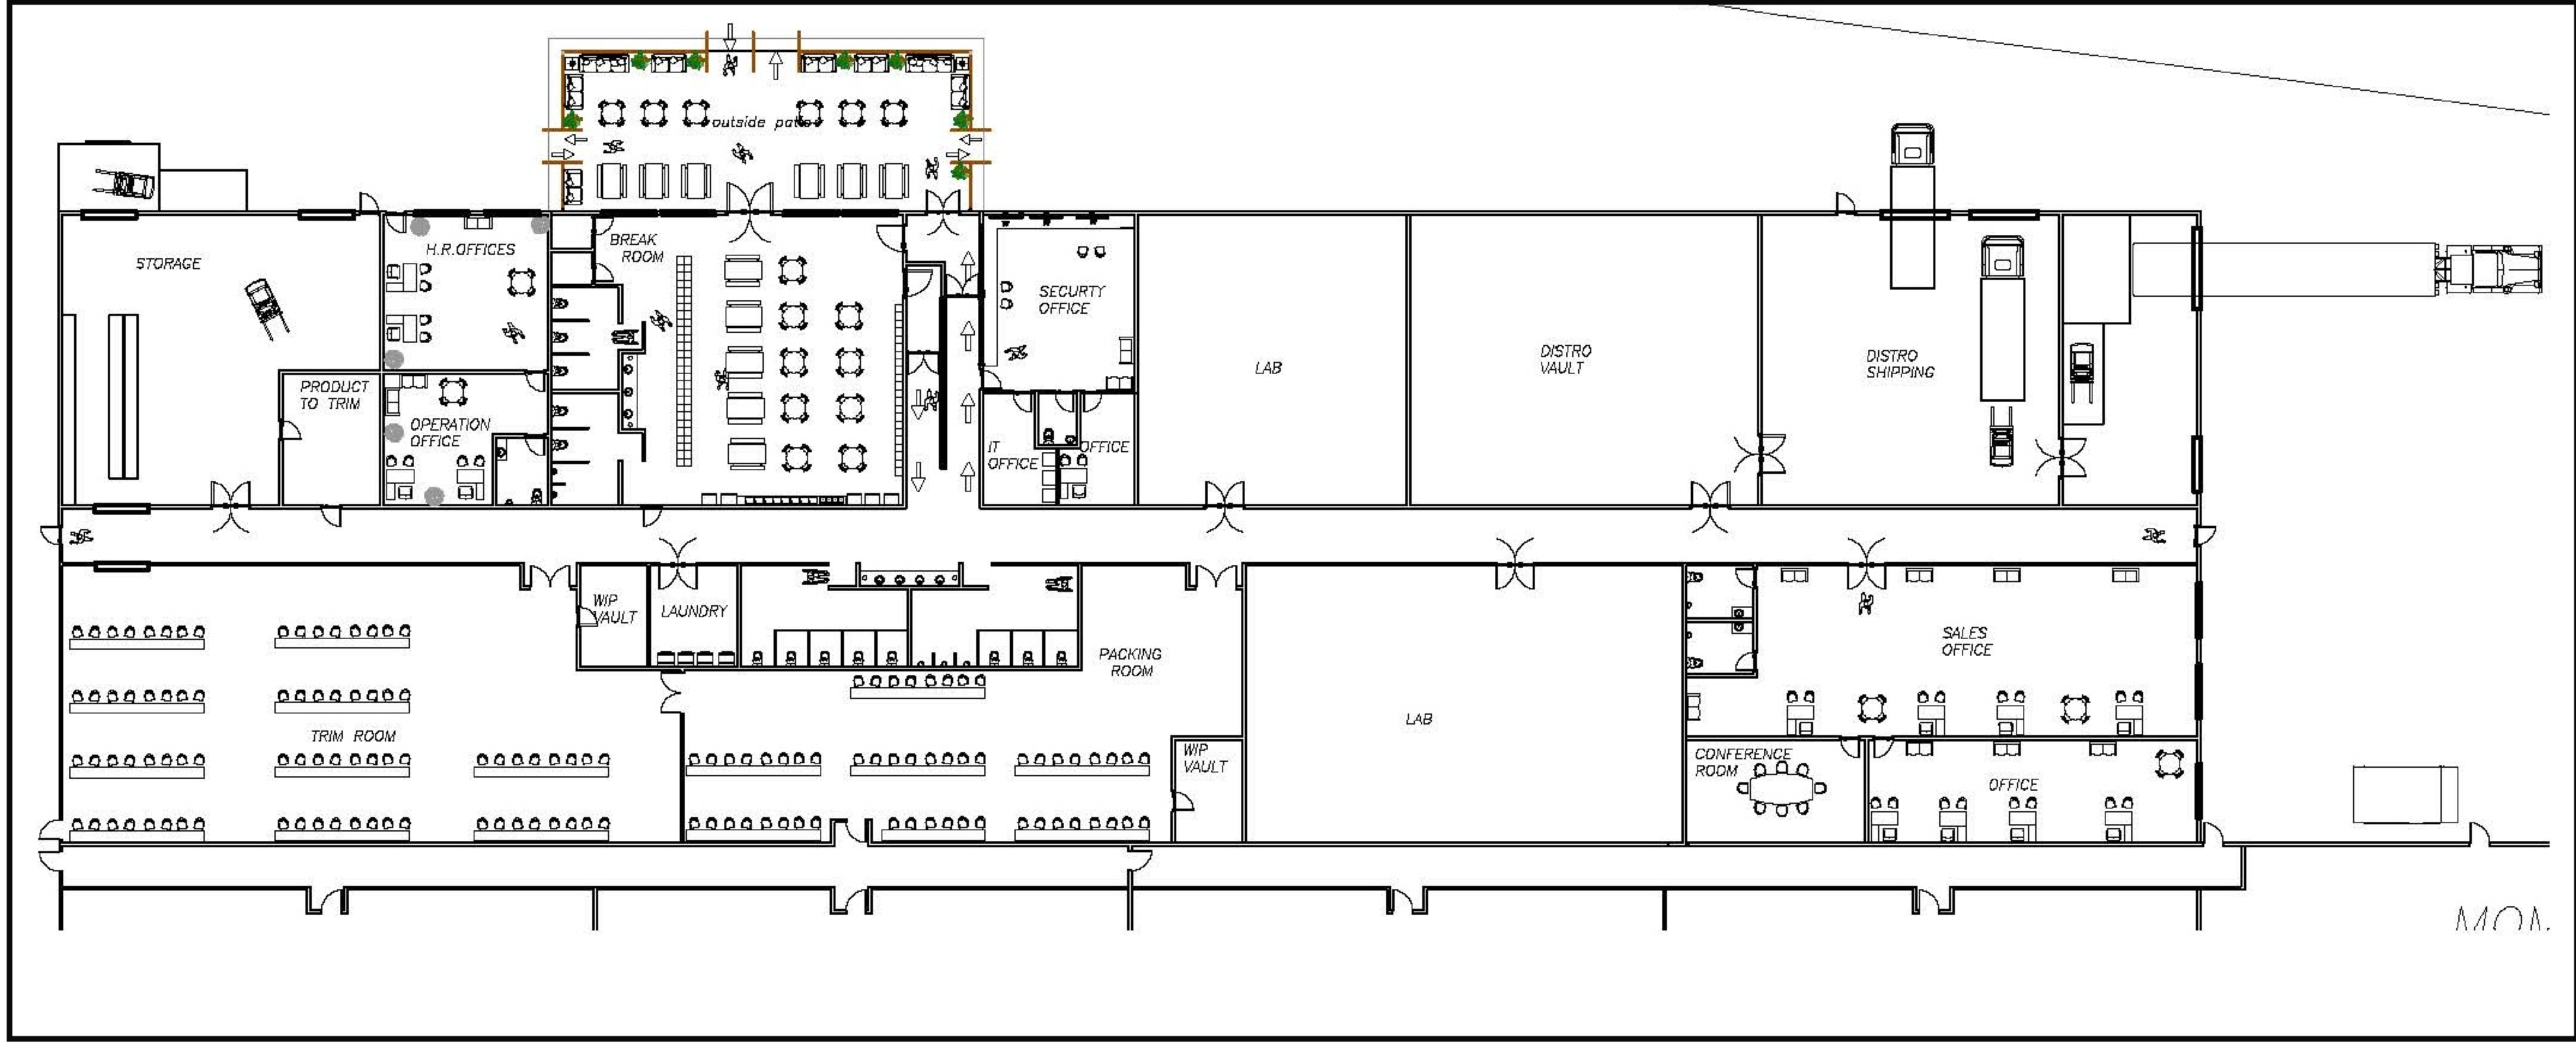 outside patio
STORAGE
H.R.OFFICES
BREAK
ROOM
SECURTY
OFFICE
LAB
DISTRO
VAULT
DISTRO
SHIPPING
PRODUCT
TO TRIM
OPERATION
OFFICE
IT
OFFICE
OFFICE
WIP
VAULT
LAUNDRY
PACKING
ROOM
SALES
OFFICE
TRIM ROOM
LAB
WIP
VAULT
CONFERENCE
ROOM
OFFICE